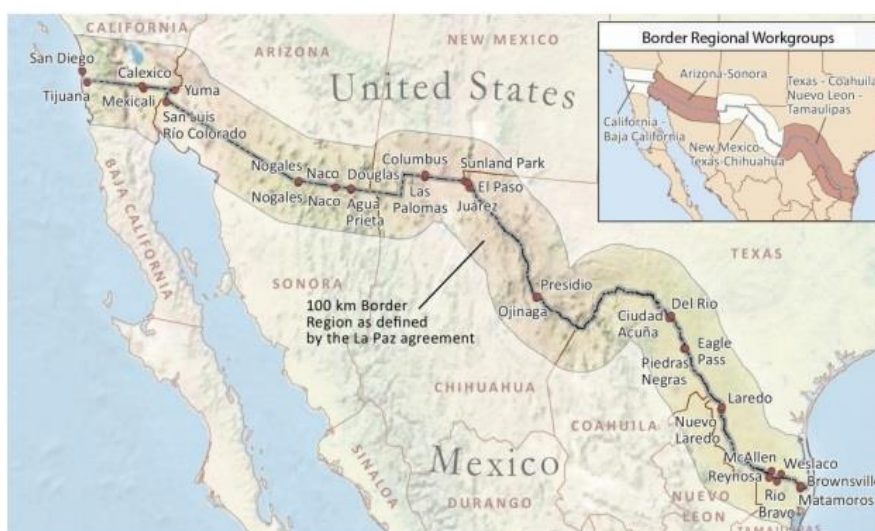 CALIFORNIA
ARIZONA
NEW MEXICO
San Diego
Tijuana
Calexico
Mexicali
Yuma
San Luis
Río Colorado
United States
Nogales
Nogales
Naco
Naco
Douglas
Agua
Prieta
Columbus
Las
Palomas
Sunland Park
El Paso
Juárez
BAJA CALIFORNIA
SONORA
TEXAS
100 km Border
Region as defined
by the La Paz agreement
Presidio
Ojinaga
Ciudad
Acuña
Del Rio
Eagle
Pass
Piedras
Negras
CHIHUAHUA
COAHUILA
Laredo
Nuevo
Laredo
Mexico
SINALOA
DURANGO
NUEVO
LEON
McAllen
Reynosa
Weslaco
Rio
Bravo
Brownsville
Matamoros
TAMAULIPAS
Border Regional Workgroups
Arizona-Sonora
Texas - Coahuila
Nuevo Leon -
Tamaulipas
California -
Baja California
New Mexico-
Texas-Chihuahua